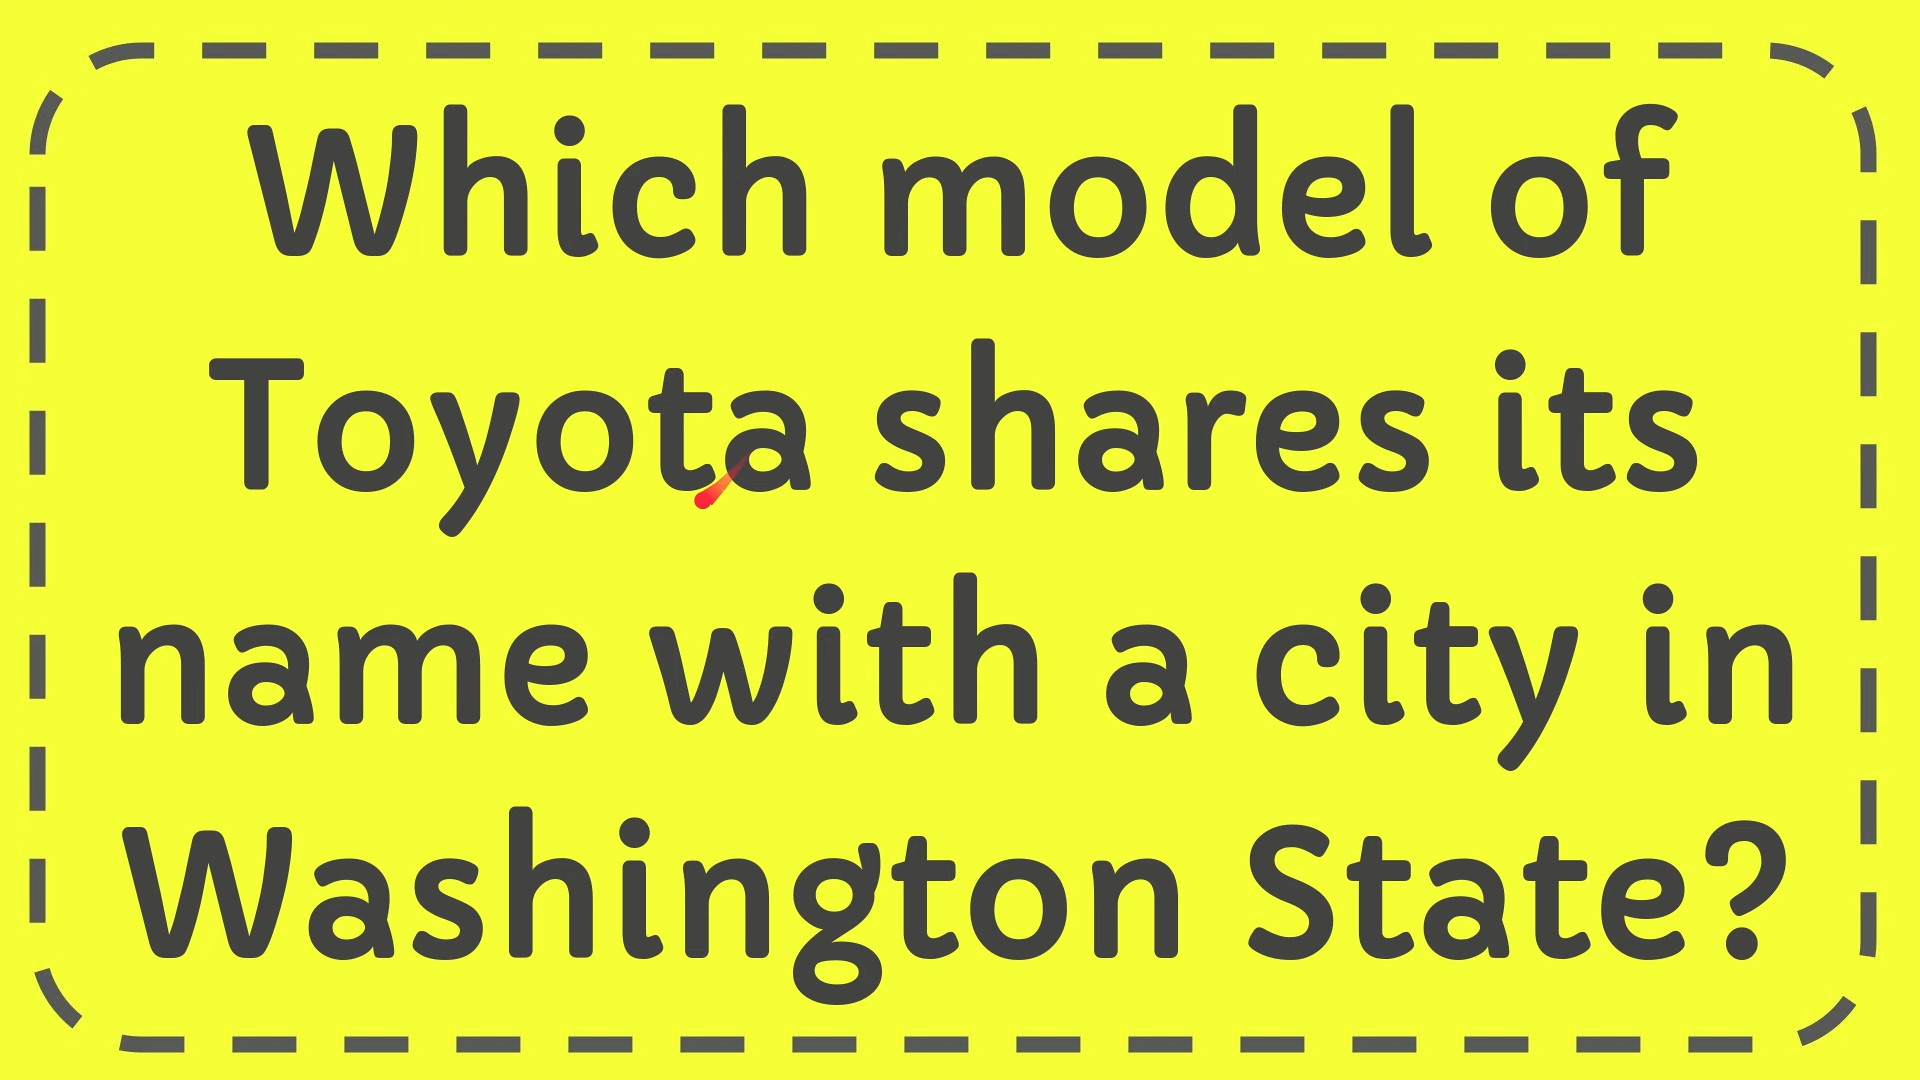 Which model of
Toyota shares its
name with a city in
Washington State?